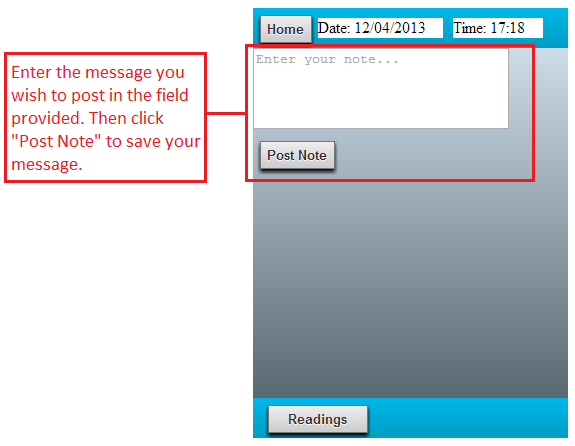 Home Date: 12/04/2013 Time: 17:18
Enter your note...
Enter the message you
wish to post in the field
provided. Then click
"Post Note" to save your
message.
Post Note
Readings